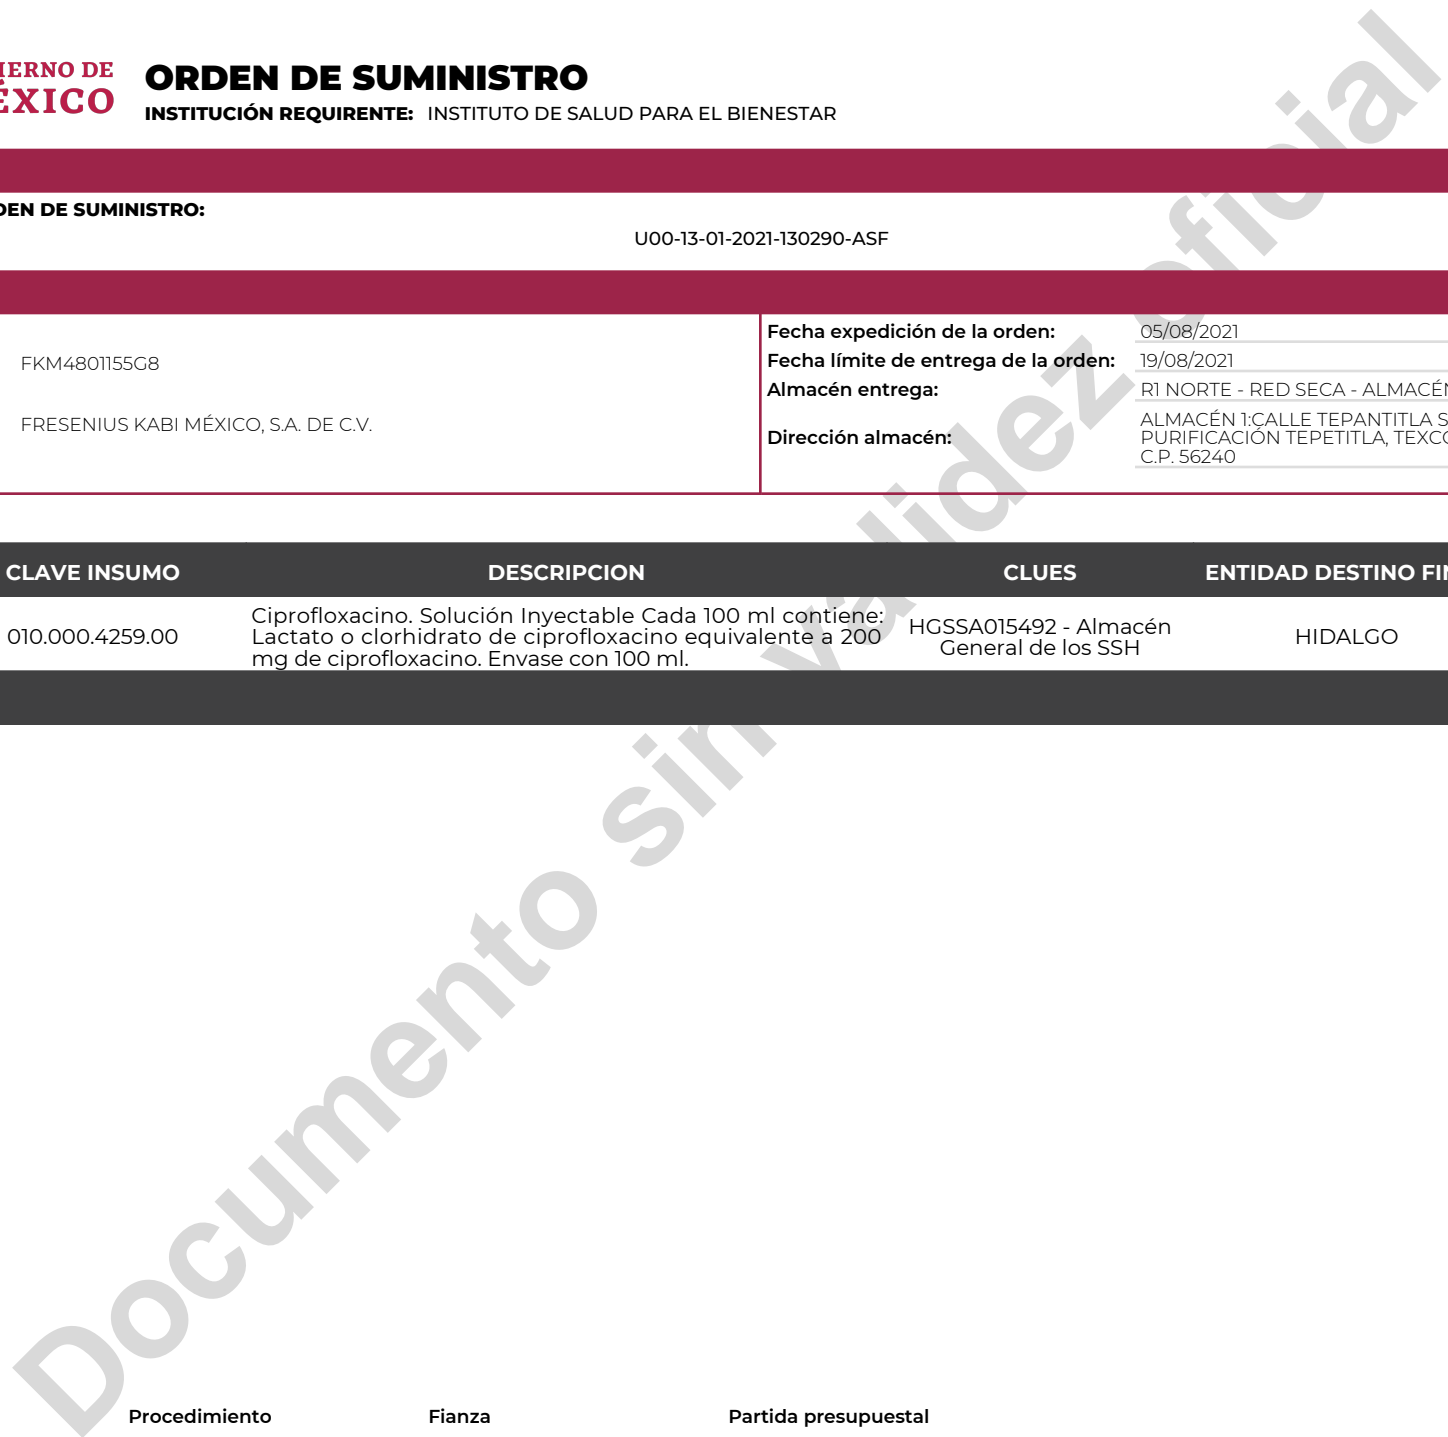 IERNO DE
ÉXICO
ORDEN DE SUMINISTRO
INSTITUCIÓN REQUIRENTE: INSTITUTO DE SALUD PARA EL BIENESTAR
DEN DE SUMINISTRO:
U00-13-01-2021-130290-ASF
FKM4801155G8
FRESENIUS KABI MÉXICO, S.A. DE C.V.
Fecha expedición de la orden: 05/08/2021
Fecha límite de entrega de la orden: 19/08/2021
Almacén entrega: R1 NORTE - RED SECA - ALMACÉN
Dirección almacén: ALMACÉN 1:CALLE TEPANTITLA S
PURIFICACIÓN TEPETITLA, TEXCO
C.P. 56240
CLAVE INSUMO DESCRIPCION CLUES ENTIDAD DESTINO FIN
010.000.4259.00
Ciprofloxacino. Solución Inyectable Cada 100 ml contiene:
Lactato o clorhidrato de ciprofloxacino equivalente a 200
mg de ciprofloxacino. Envase con 100 ml.
HGSSA015492 - Almacén
General de los SSH
HIDALGO
Documento sin validez oficial
Procedimiento Fianza Partida presupuestal